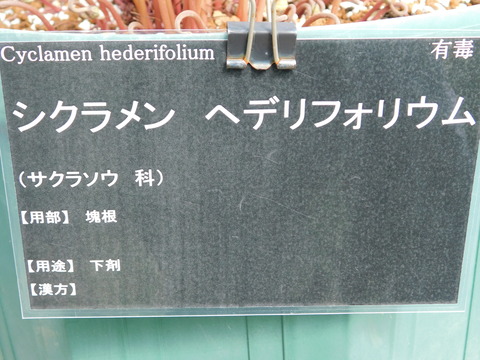 Cyclamen hederifolium 有毒
シクラメン ヘデリフォリウム
（サクラソウ 科）
【用部】 塊根
【用途】 下剤
【漢方】